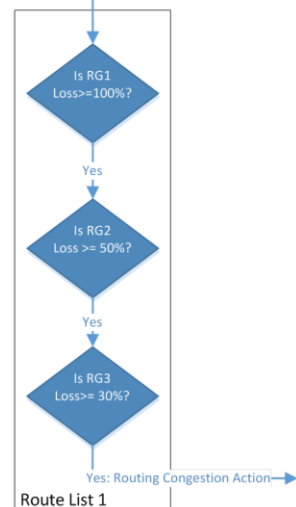 Is RG1
Loss>=100%?
Yes
Is RG2
Loss >= 50%?
Yes
Is RG3
Loss>= 30%?
Yes: Routing Congestion Action
Route List 1